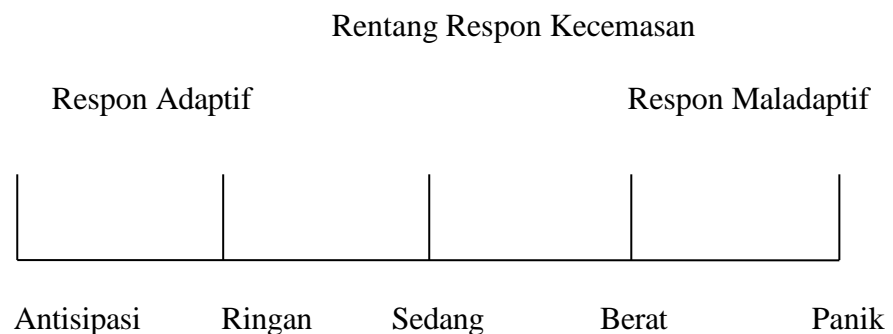 Rentang Respon Kecemasan
Respon Adaptif Respon Maladaptif
Antisipasi Ringan Sedang Berat Panik